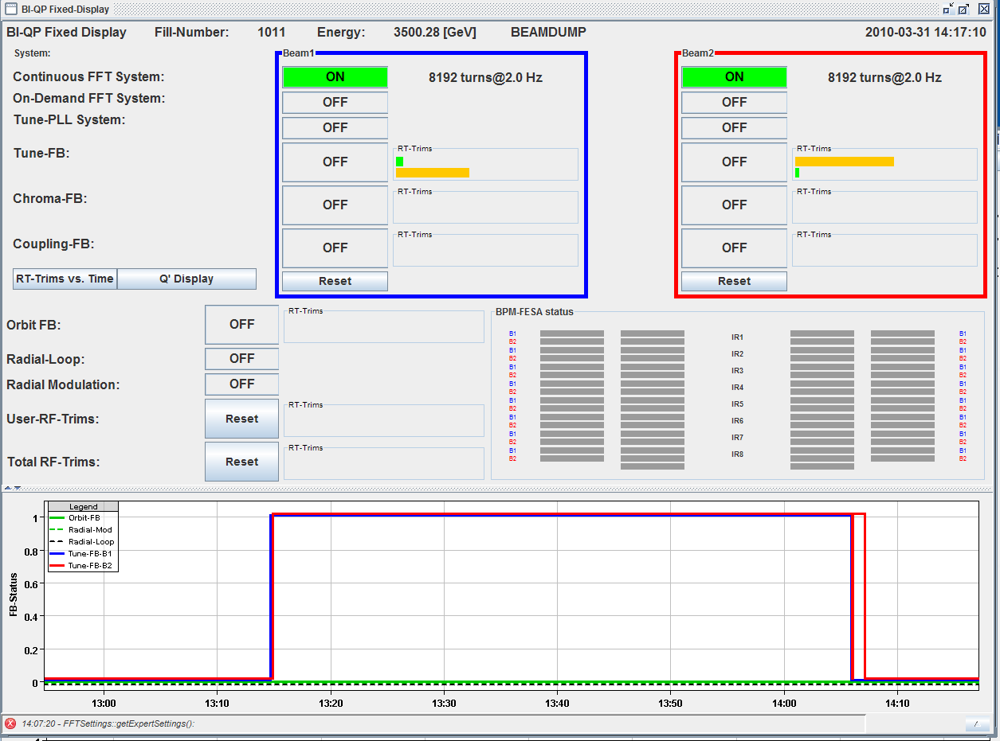 BI-QP Fixed-Display
BI-QP Fixed Display Fill-Number: 1011 Energy: 3500.28 [GeV] BEAMDUMP 2010-03-31 14:17:10
System: Beam1 Beam2
Continuous FFT System: ON 8192 turns@2.0 Hz ON 8192 turns@2.0 Hz
On-Demand FFT System: OFF OFF
Tune-PLL System: OFF OFF
RT-Trims RT-Trims
Tune-FB: OFF OFF
RT-Trims RT-Trims
Chroma-FB: OFF OFF
RT-Trims RT-Trims
Coupling-FB: OFF OFF
RT-Trims vs. Time Q' Display Reset Reset
RT-Trims BPM-FESA status
Orbit FB: OFF
Radial-Loop: OFF
Radial Modulation: OFF
RT-Trims
User-RF-Trims: Reset
RT-Trims
Total RF-Trims: Reset
B1 IR1 B1
B2 B2
B1 IR2 B1
B2 B2
B1 IR3 B1
B2 B2
B1 IR4 B1
B2 B2
B1 IR5 B1
B2 B2
B1 IR6 B1
B2 B2
B1 IR7 B1
B2 B2
B1 IR8 B1
B2 B2
Legend
Orbit-FB
Radial-Mod
Radial-Loop
Tune-FB-B1
Tune-FB-B2
FB-Status
1
0.8
0.6
0.4
0.2
0
13:00 13:10 13:20 13:30 13:40 13:50 14:00 14:10
14:07:20 - FFTSettings::getExpertSettings():